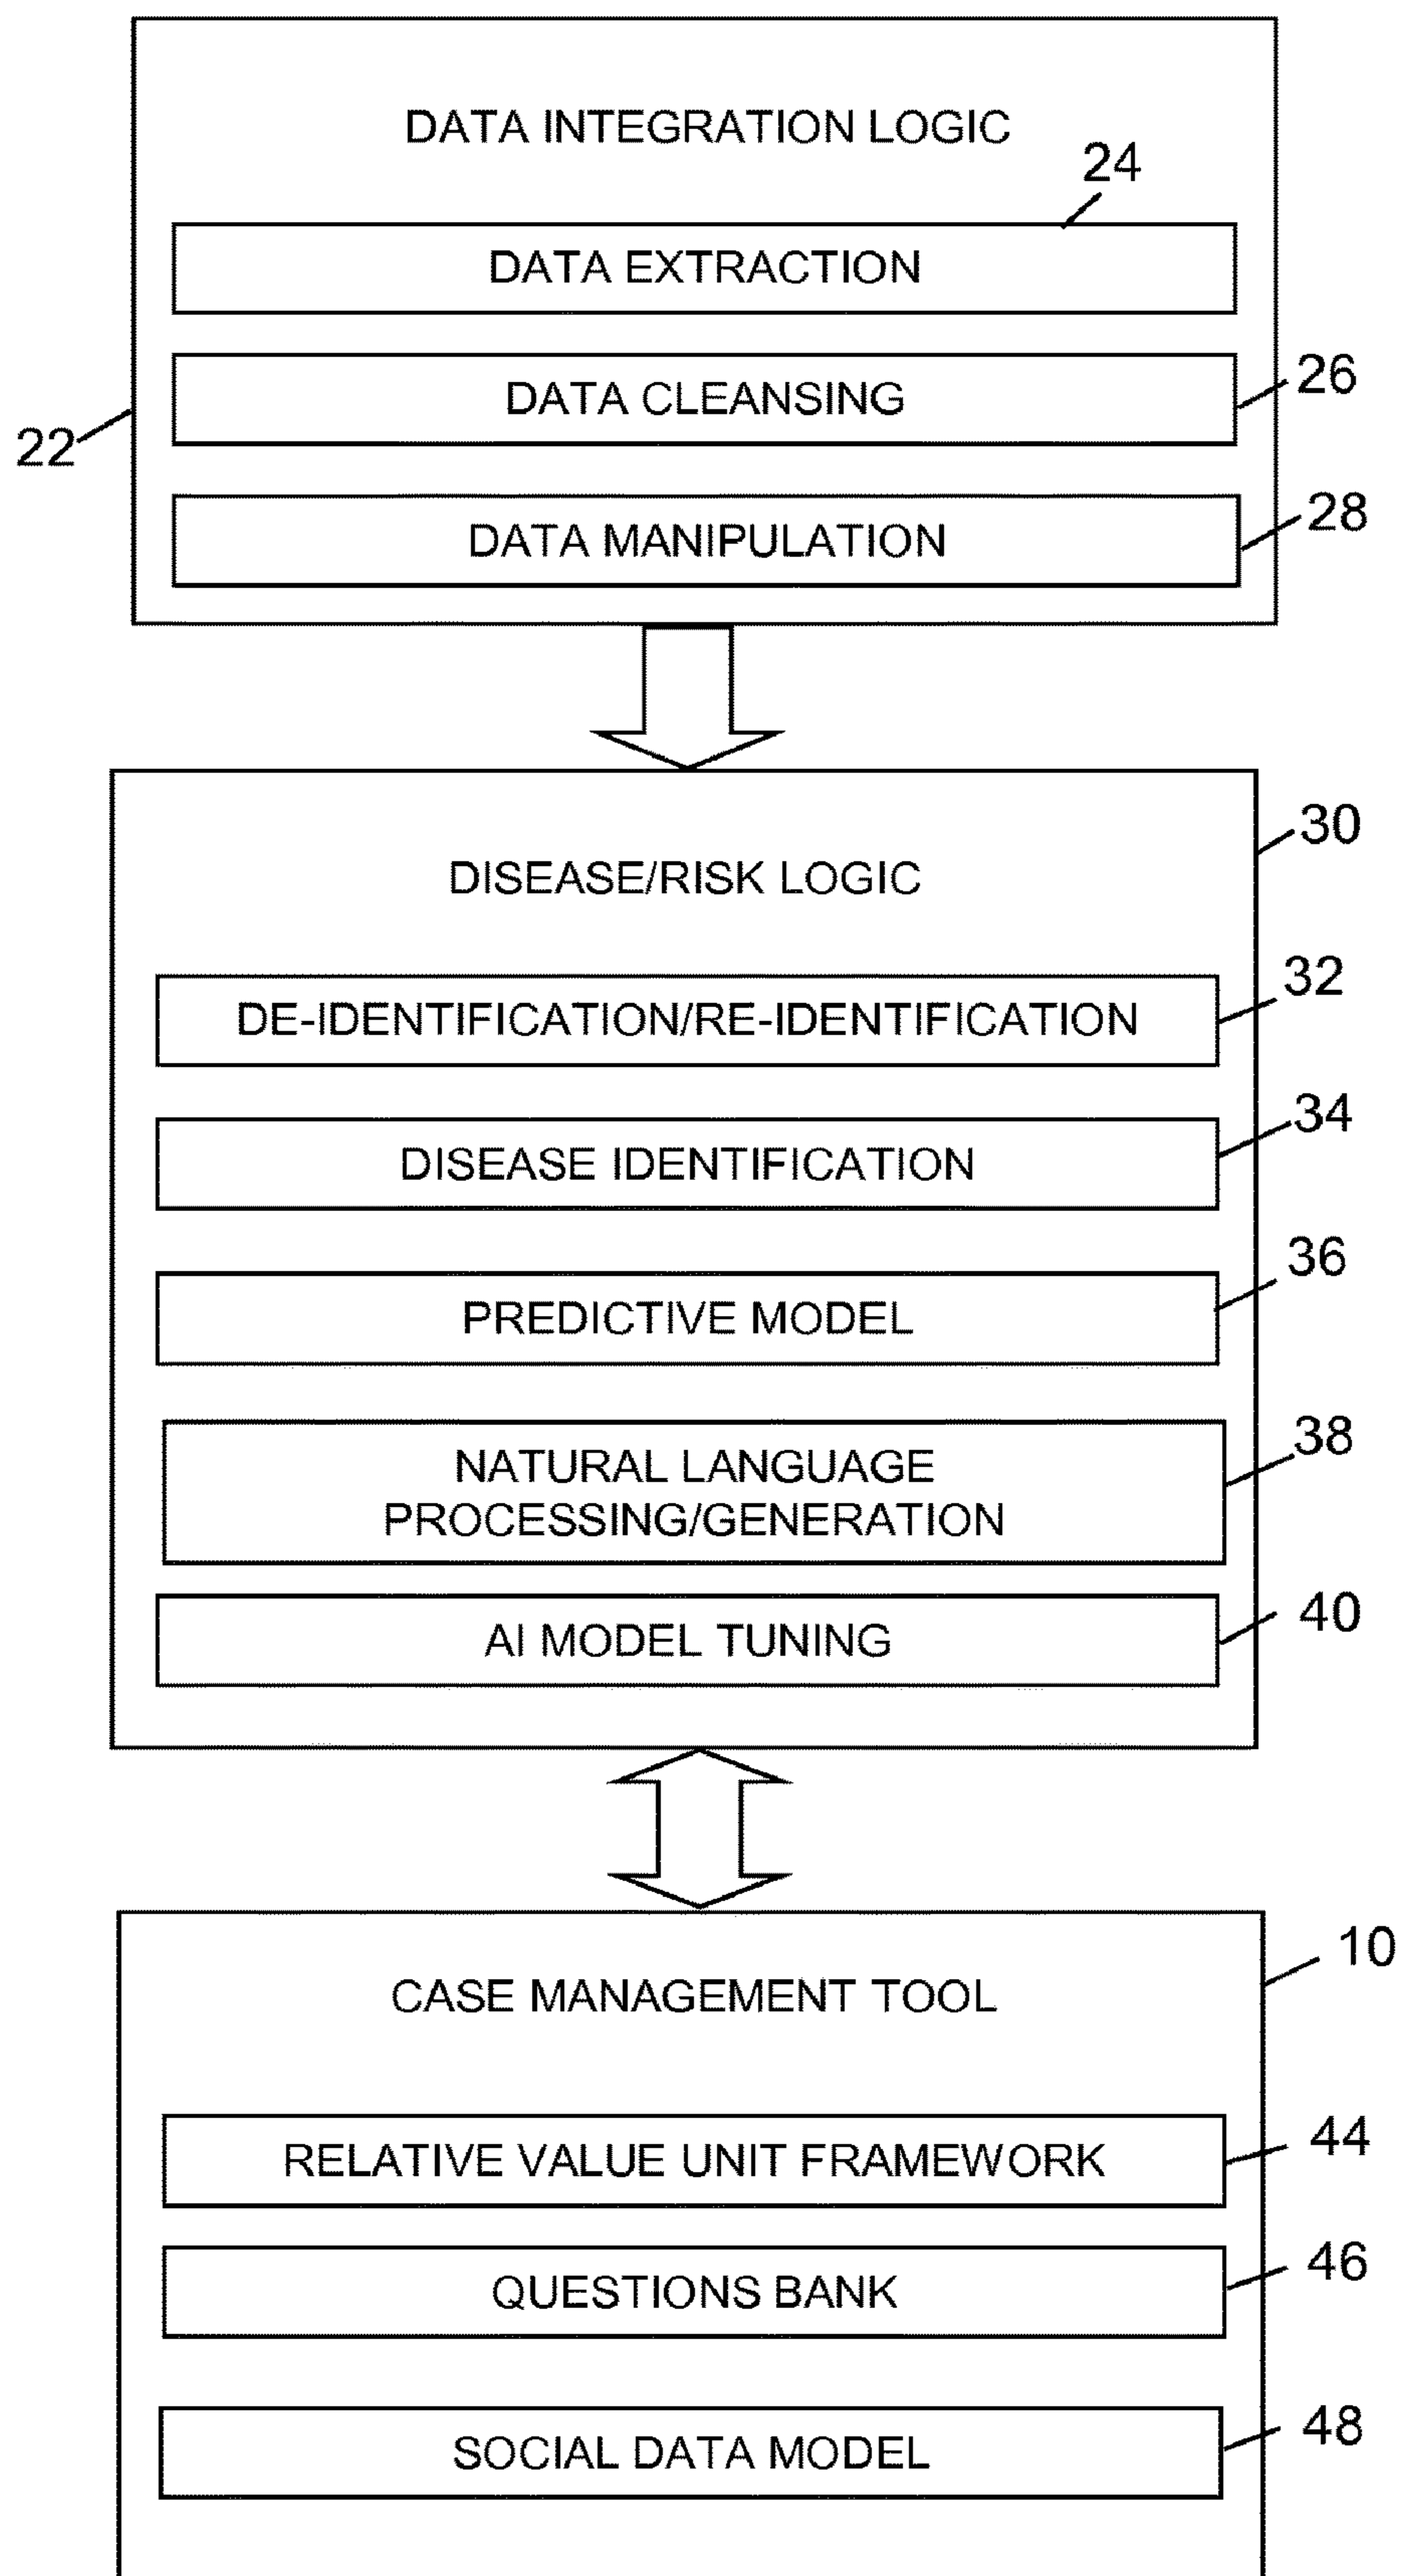 DATA INTEGRATION LOGIC
24
DATA EXTRACTION
DATA CLEANSING
26
22
DATA MANIPULATION
28
DISEASE/RISK LOGIC
30
DE-IDENTIFICATION/RE-IDENTIFICATION
32
DISEASE IDENTIFICATION
34
PREDICTIVE MODEL
36
NATURAL LANGUAGE
PROCESSING/GENERATION
38
AI MODEL TUNING
40
CASE MANAGEMENT TOOL
10
RELATIVE VALUE UNIT FRAMEWORK
44
QUESTIONS BANK
46
SOCIAL DATA MODEL
48